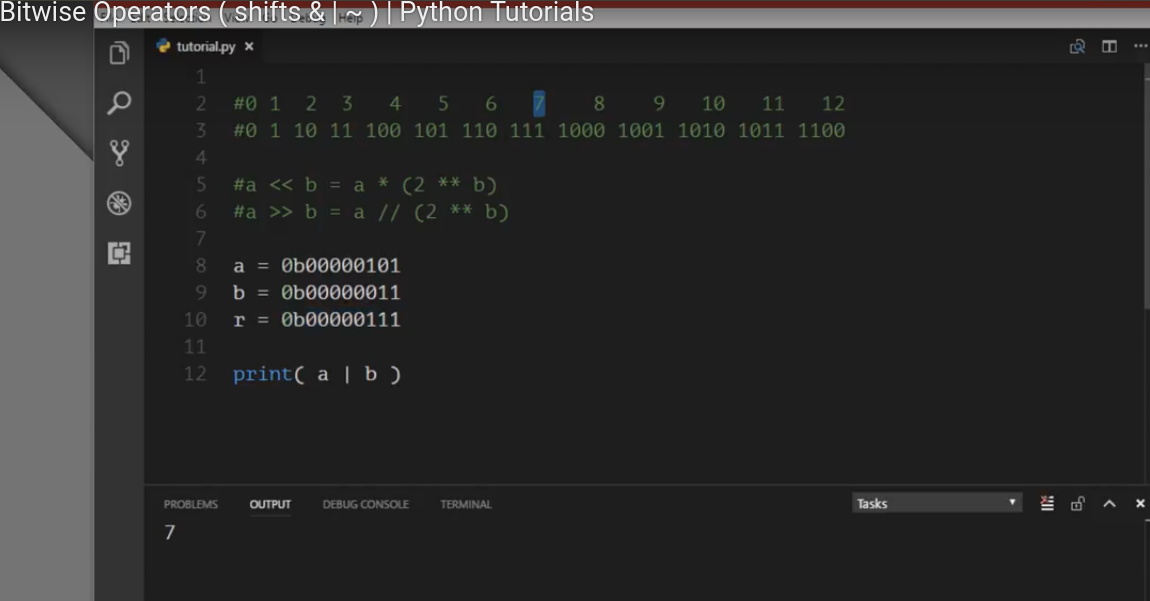 Bitwise Operators ( shifts & | ~ ) | Python Tutorials
Help
tutorial.py ×
1
2 #0 1 2 3 4 5 6 7 8 9 10 11 12
3 #0 1 10 11 100 101 110 111 1000 1001 1010 1011 1100
4
5 #a << b = a * (2 ** b)
6 #a >> b = a // (2 ** b)
7
8 a = 0b00000101
9 b = 0b00000011
10 r = 0b00000111
11
12 print( a | b )
PROBLEMS OUTPUT DEBUG CONSOLE TERMINAL Tasks
7